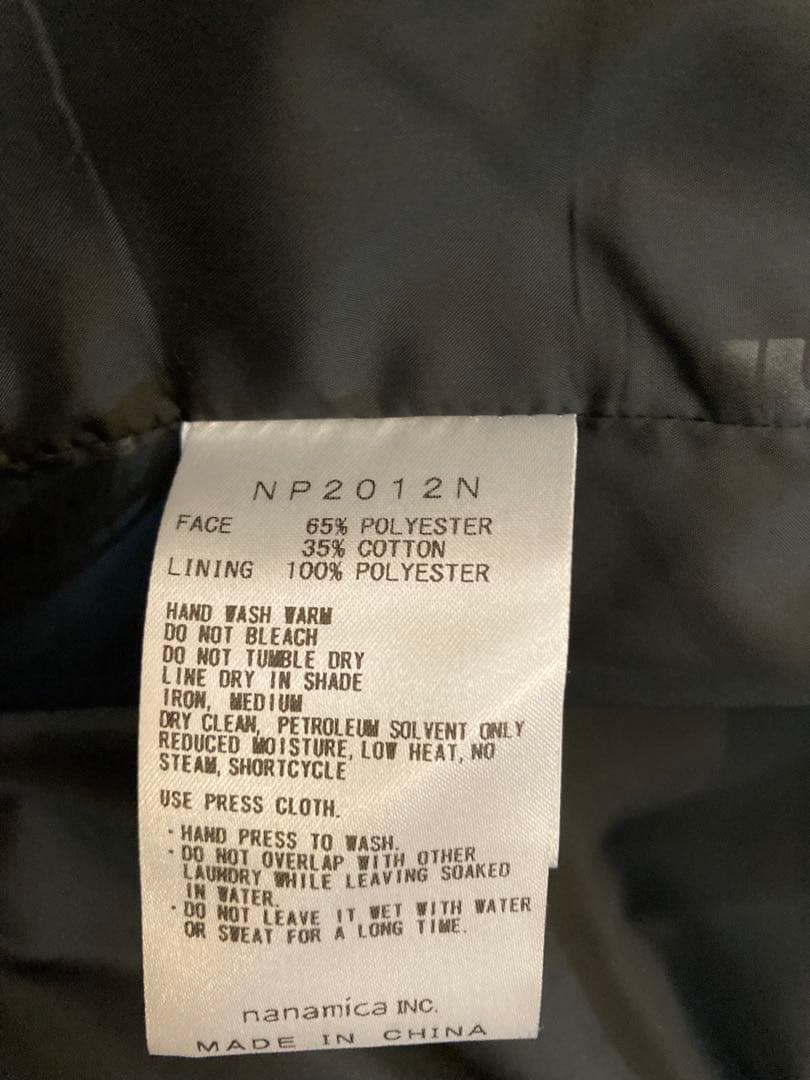 NP2012N
FACE 65% POLYESTER
35% COTTON
LINING 100% POLYESTER
HAND WASH WARM
DO NOT BLEACH
DO NOT TUMBLE DRY
LINE DRY IN SHADE
IRON, MEDIUM
DRY CLEAN, PETROLEUM SOLVENT ONLY
REDUCED MOISTURE, LOW HEAT, NO
STEAM, SHORTCYCLE
USE PRESS CLOTH.
・HAND PRESS TO WASH.
・DO NOT OVERLAP WITH OTHER
LAUNDRY WHILE LEAVING SOAKED
IN WATER.
・DO NOT LEAVE IT WET WITH WATER
OR SWEAT FOR A LONG TIME.
nanamica INC.
MADE IN CHINA